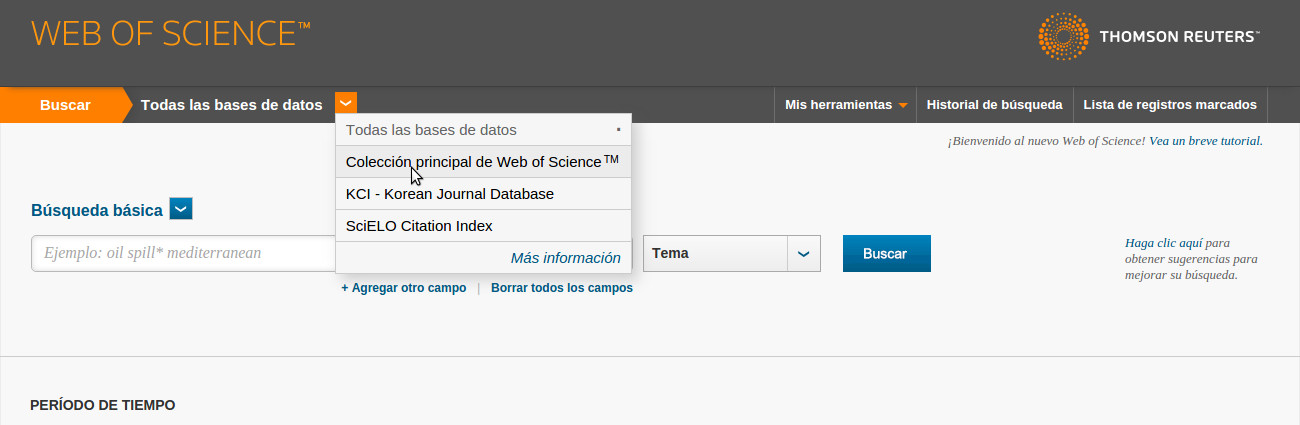 WEB OF SCIENCE™
THOMSON REUTERS™
Buscar
Todas las bases de datos
Mis herramientas
Historial de búsqueda
Lista de registros marcados
Todas las bases de datos
Colección principal de Web of Science™
KCI - Korean Journal Database
SciELO Citation Index
Más información
¡Bienvenido al nuevo Web of Science! Vea un breve tutorial.
Búsqueda básica
Ejemplo: oil spill* mediterranean
Tema
Buscar
Haga clic aquí para
obtener sugerencias para
mejorar su búsqueda.
+ Agregar otro campo | Borrar todos los campos
PERÍODO DE TIEMPO